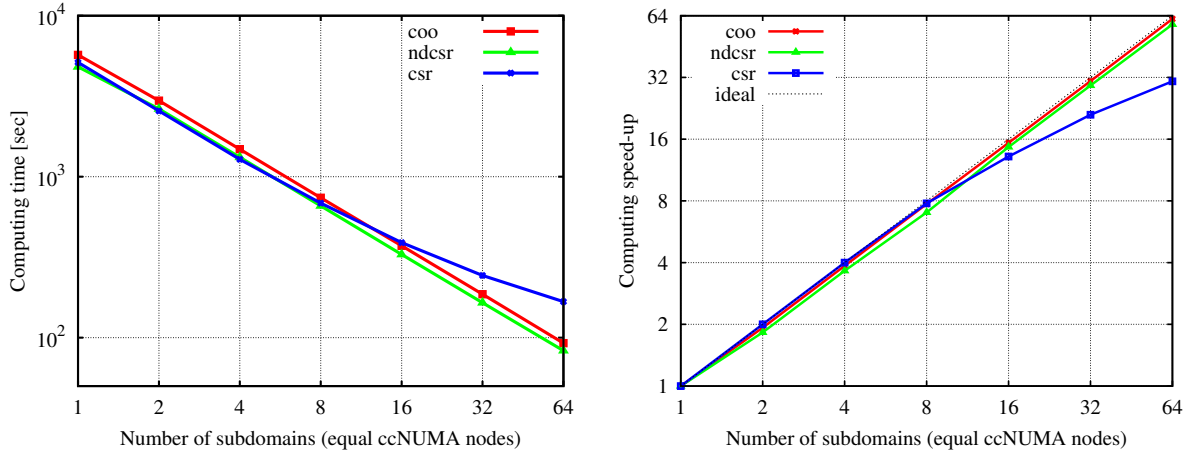 10^4
10^3
10^2
Computing time [sec]
coo
ndcsr
csr
1 2 4 8 16 32 64
Number of subdomains (equal ccNUMA nodes)
64
32
16
8
4
2
1
Computing speed-up
coo
ndcsr
csr
ideal
1 2 4 8 16 32 64
Number of subdomains (equal ccNUMA nodes)